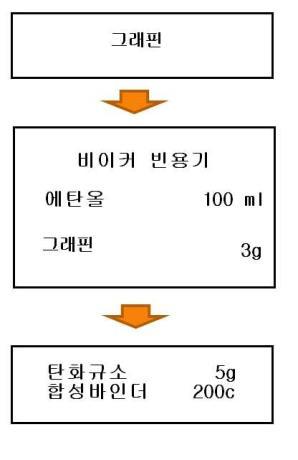 그래핀
비이커 빈용기
에탄올 100 ml
그래핀 3g
탄화규소 5g
합성바인더 200c